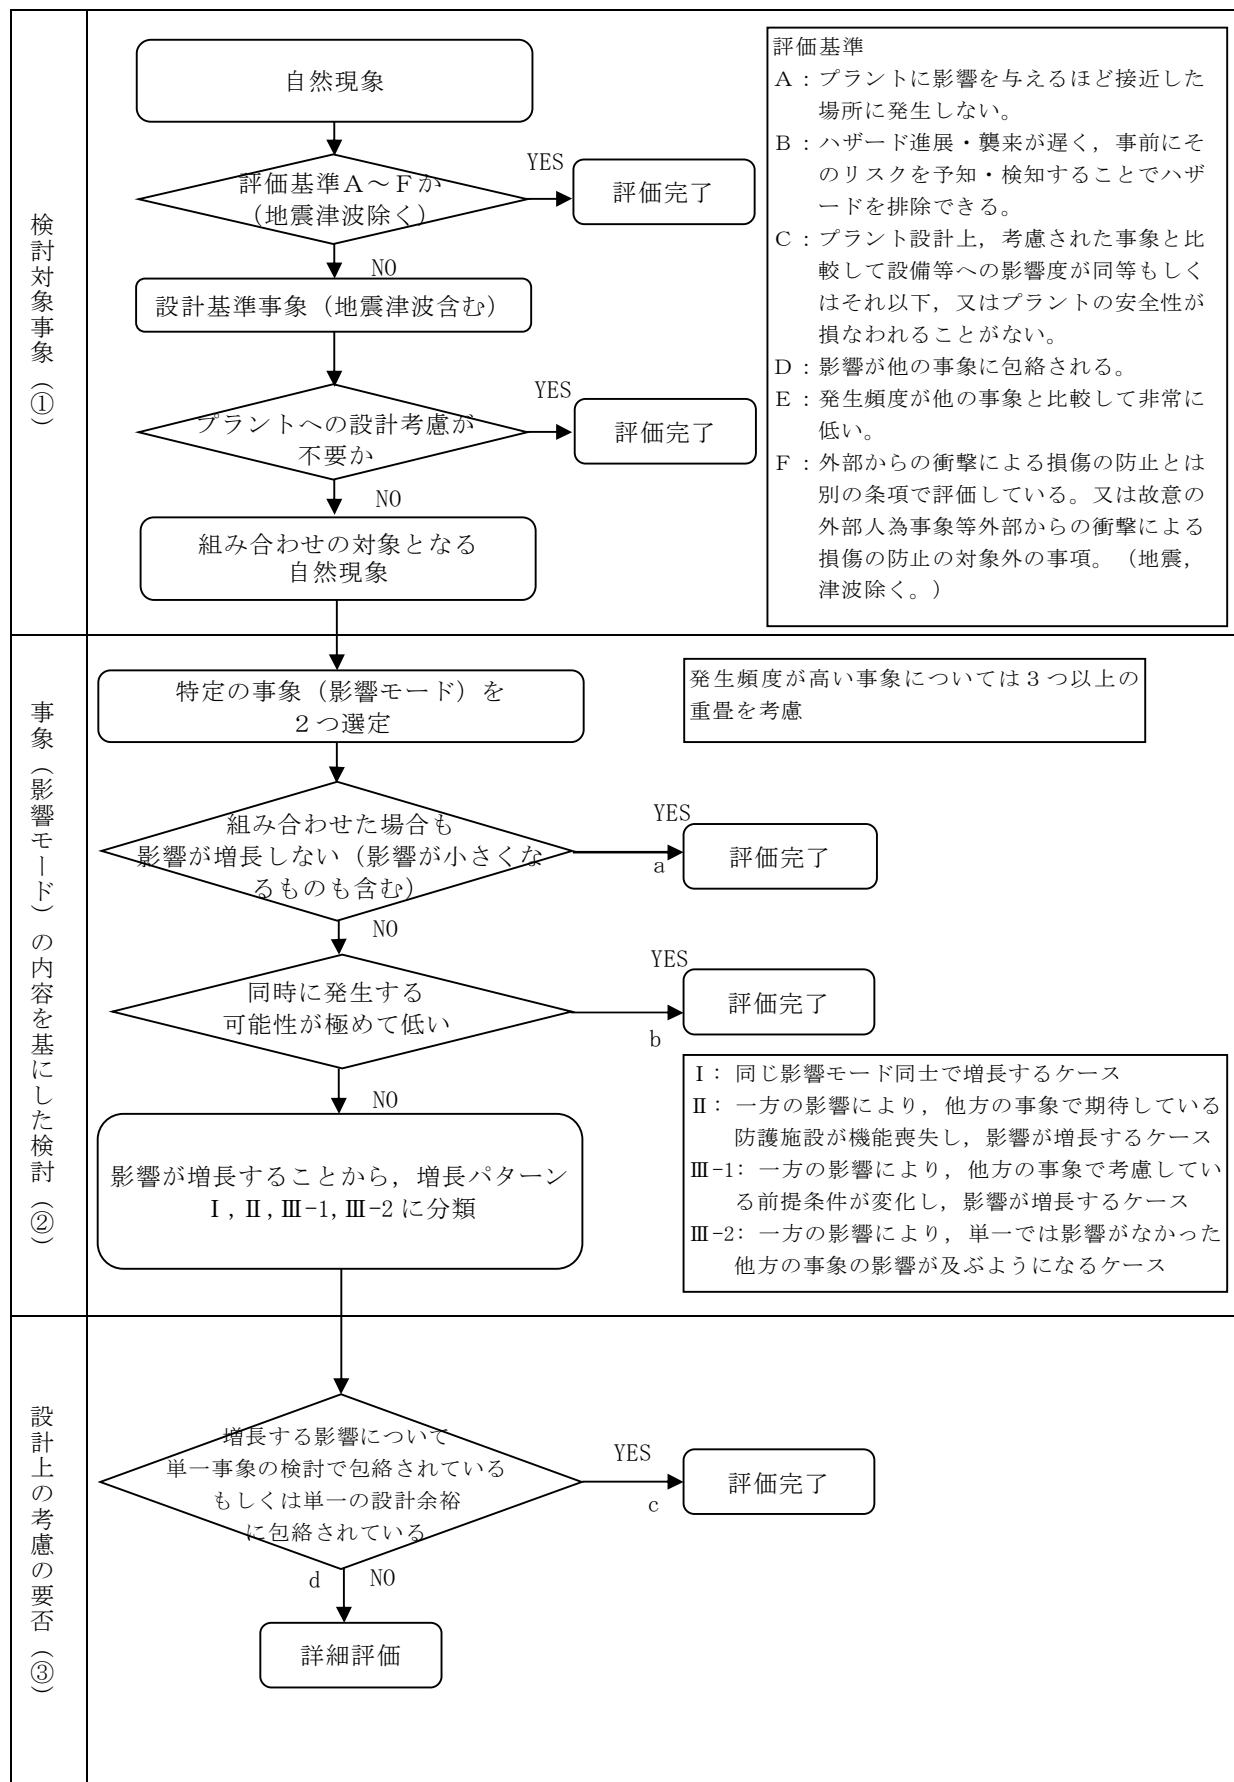 検討対象事象（①）
自然現象
評価基準Ａ～Ｆか
（地震津波除く）
YES
評価完了
NO
設計基準事象（地震津波含む）
プラントへの設計考慮が
不要か
YES
評価完了
NO
組み合わせの対象となる
自然現象
評価基準
Ａ：プラントに影響を与えるほど接近した
場所に発生しない。
Ｂ：ハザード進展・襲来が遅く，事前にそ
のリスクを予知・検知することでハザ
ードを排除できる。
Ｃ：プラント設計上，考慮された事象と比
較して設備等への影響度が同等もしく
はそれ以下，又はプラントの安全性が
損なわれることがない。
Ｄ：影響が他の事象に包絡される。
Ｅ：発生頻度が他の事象と比較して非常に
低い。
Ｆ：外部からの衝撃による損傷の防止とは
別の条項で評価している。又は故意の
外部人為事象等外部からの衝撃による
損傷の防止の対象外の事項。（地震，
津波除く。）
事象（影響モード）の内容を基にした検討（②）
特定の事象（影響モード）を
２つ選定
発生頻度が高い事象については３つ以上の
重畳を考慮
組み合わせた場合も
影響が増長しない（影響が小さくな
るものも含む）
YES
a
評価完了
NO
同時に発生する
可能性が極めて低い
YES
b
評価完了
NO
影響が増長することから，増長パターン
Ⅰ,Ⅱ,Ⅲ-1,Ⅲ-2 に分類
Ⅰ：同じ影響モード同士で増長するケース
Ⅱ：一方の影響により，他方の事象で期待している
防護施設が機能喪失し，影響が増長するケース
Ⅲ-1：一方の影響により，他方の事象で考慮してい
る前提条件が変化し，影響が増長するケース
Ⅲ-2：一方の影響により，単一では影響がなかった
他方の事象の影響が及ぶようになるケース
設計上の考慮の要否（③）
増長する影響について
単一事象の検討で包絡されている
もしくは単一の設計余裕
に包絡されている
YES
c
評価完了
d
NO
詳細評価